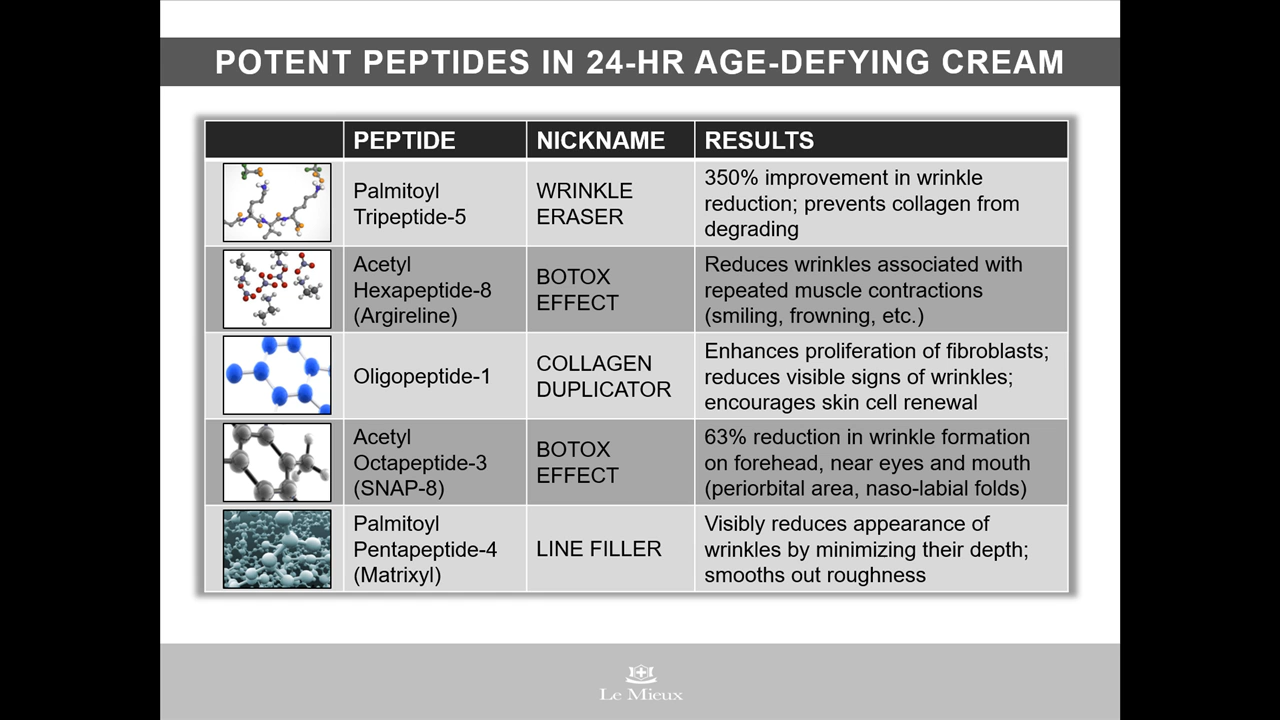 POTENT PEPTIDES IN 24-HR AGE-DEFYING CREAM
PEPTIDE
NICKNAME
RESULTS
Palmitoyl
Tripeptide-5
WRINKLE
ERASER
350% improvement in wrinkle
reduction; prevents collagen from
degrading
Acetyl
Hexapeptide-8
(Argireline)
BOTOX
EFFECT
Reduces wrinkles associated with
repeated muscle contractions
(smiling, frowning, etc.)
Oligopeptide-1
COLLAGEN
DUPLICATOR
Enhances proliferation of fibroblasts;
reduces visible signs of wrinkles;
encourages skin cell renewal
Acetyl
Octapeptide-3
(SNAP-8)
BOTOX
EFFECT
63% reduction in wrinkle formation
on forehead, near eyes and mouth
(periorbital area, naso-labial folds)
Palmitoyl
Pentapeptide-4
(Matrixyl)
LINE FILLER
Visibly reduces appearance of
wrinkles by minimizing their depth;
smooths out roughness
Le Mieux